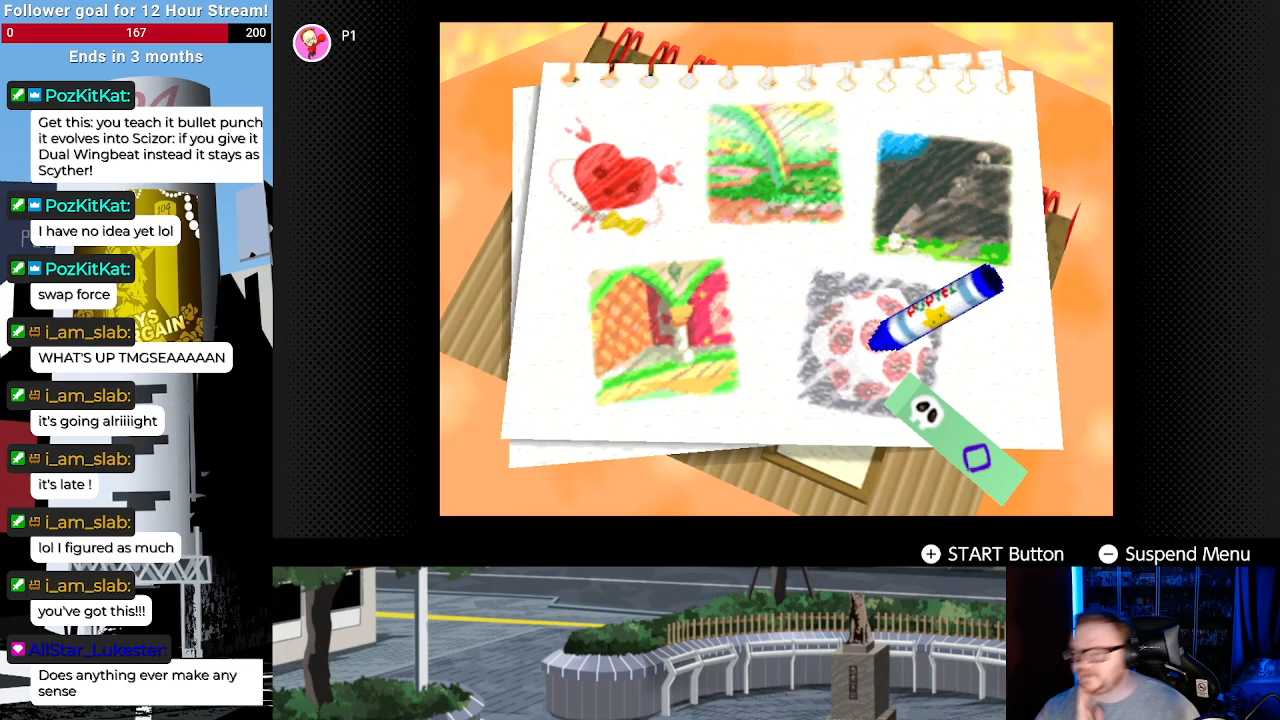 Follower goal for 12 Hour Stream!
0 167 200
Ends in 3 months
PozKitKat:
Get this: you teach it bullet punch
it evolves into Scizor: if you give it
Dual Wingbeat instead it stays as
Scyther!
PozKitKat:
I have no idea yet lol
PozKitKat:
swap force
i_am_slab:
WHAT'S UP TMGSEAAAAAN
i_am_slab:
it's going alriiiight
i_am_slab:
it's late !
i_am_slab:
lol I figured as much
i_am_slab:
you've got this!!!
AllStar_Lukester:
Does anything ever make any
sense
P1
START Button
Suspend Menu